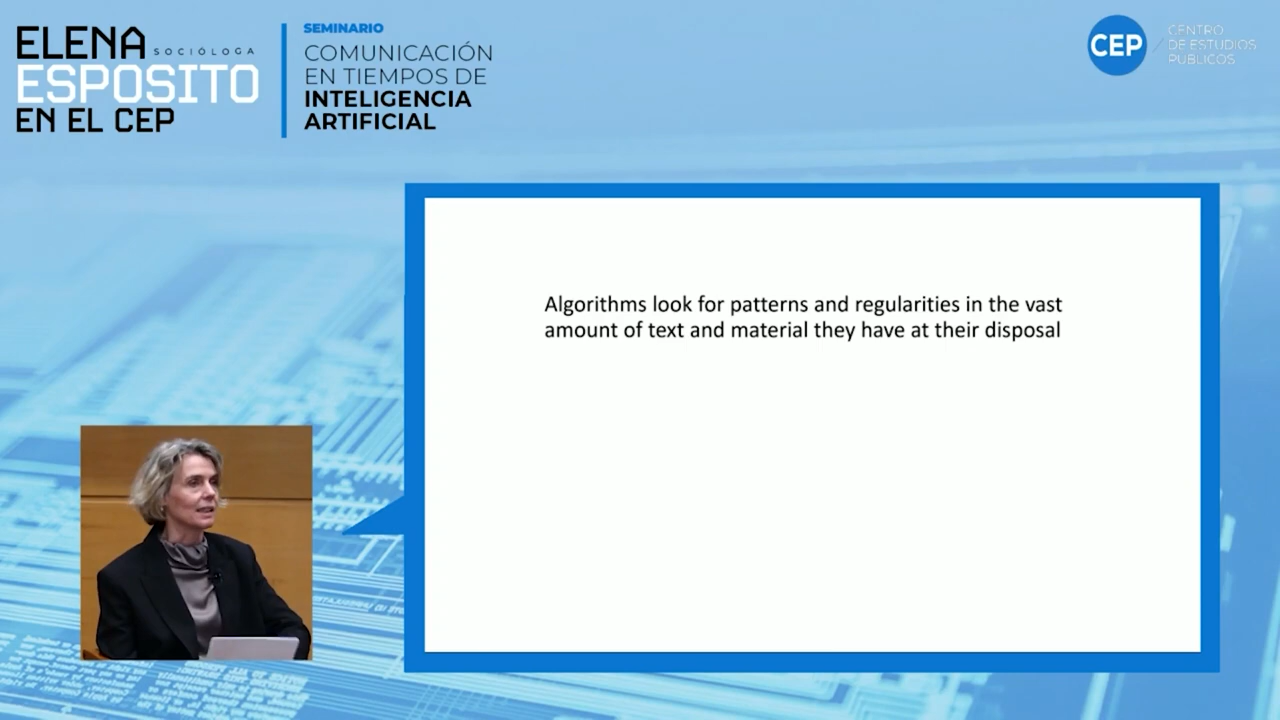 ELENA
SOCIÓLOGA
ESPOSITO
EN EL CEP
SEMINARIO
COMUNICACIÓN
EN TIEMPOS DE
INTELIGENCIA
ARTIFICIAL
CEP
CENTRO
DE ESTUDIOS
PÚBLICOS
Algorithms look for patterns and regularities in the vast
amount of text and material they have at their disposal